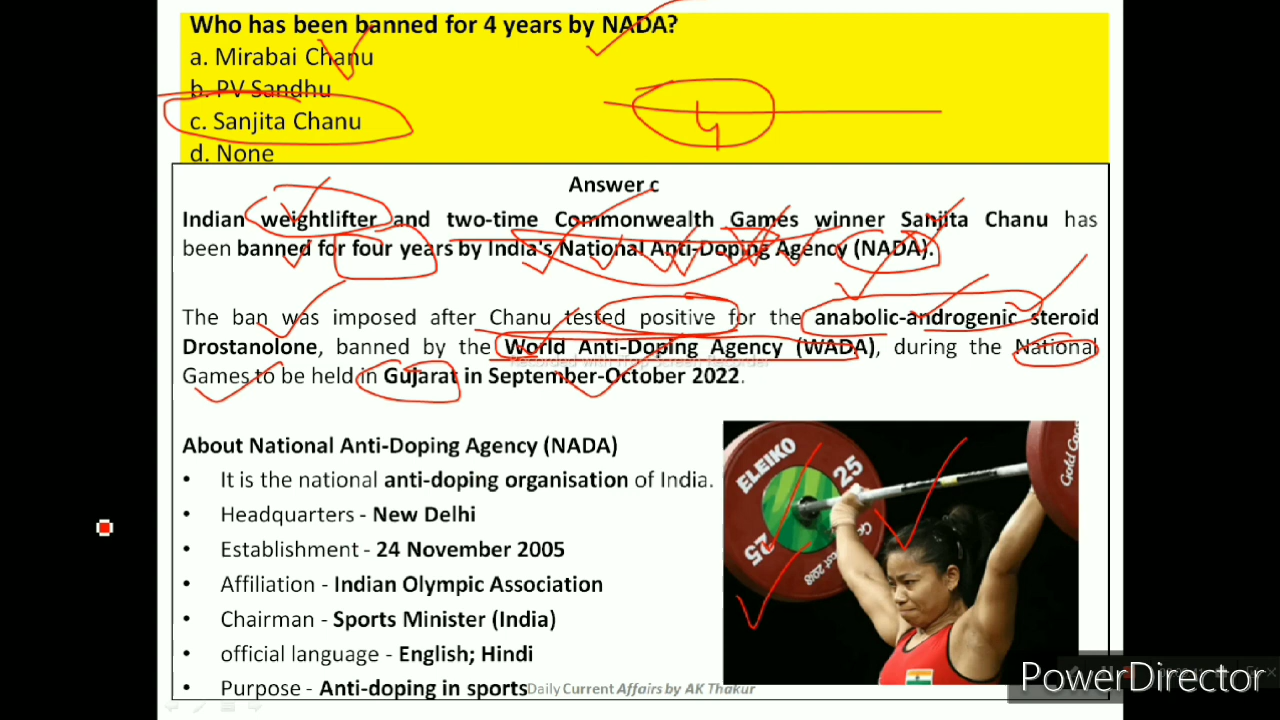 Who has been banned for 4 years by NADA?
a. Mirabai Chanu
b. PV Sandhu
c. Sanjita Chanu
d. None
4
Answer c
Indian weightlifter and two-time Commonwealth Games winner Sanjita Chanu has
been banned for four years by India's National Anti-Doping Agency (NADA).
The ban was imposed after Chanu tested positive for the anabolic-androgenic steroid
Drostanolone, banned by the World Anti-Doping Agency (WADA), during the National
Games to be held in Gujarat in September-October 2022.
About National Anti-Doping Agency (NADA)
• It is the national anti-doping organisation of India.
• Headquarters - New Delhi
• Establishment - 24 November 2005
• Affiliation - Indian Olympic Association
• Chairman - Sports Minister (India)
• official language - English; Hindi
• Purpose - Anti-doping in sports
Daily Current Affairs by AK Thakur
ELEIKO
25
25
Gold Coas
PowerDirector